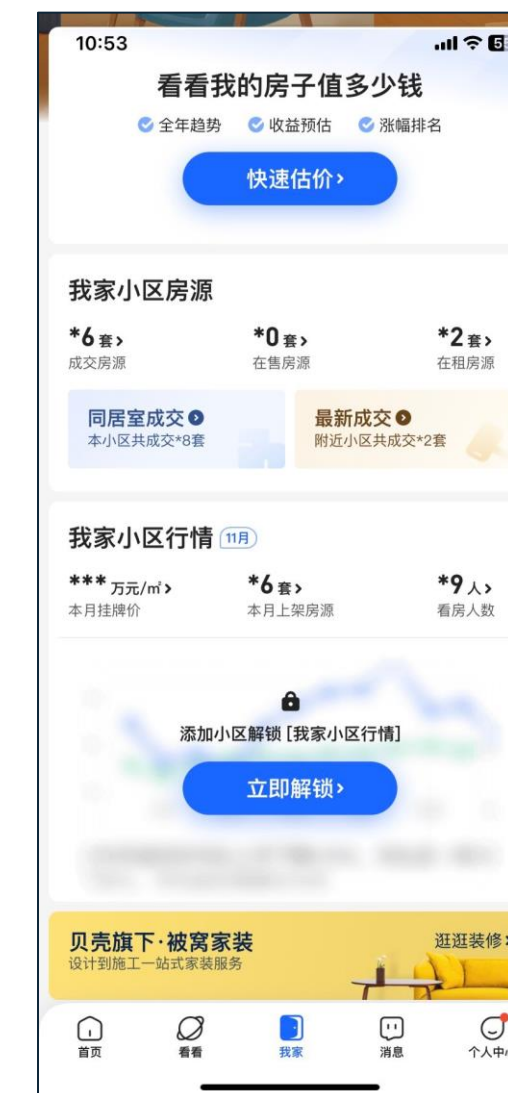 10:53
看看我的房子值多少钱
全年趋势 收益预估 涨幅排名
快速估价
我家小区房源
*6套 *0套 *2套
成交房源 在售房源 在租房源
同居室成交 最新成交
本小区共成交*8套 附近小区共成交*2套
我家小区行情 11月
***万元/㎡ *6套 *9人
本月挂牌价 本月上架房源 看房人数
添加小区解锁 [我家小区行情]
立即解锁
贝壳旗下·被窝家装 逛逛装修
设计到施工一站式家装服务
首页 看看 我家 消息 个人中